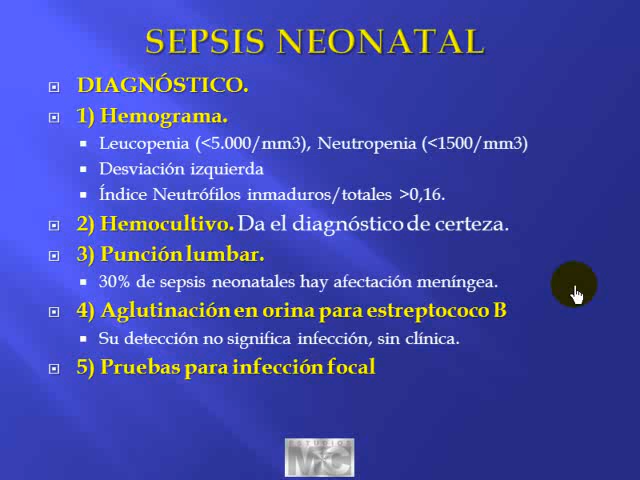 SEPSIS NEONATAL
DIAGNÓSTICO.
1) Hemograma.
Leucopenia (<5.000/mm3), Neutropenia (<1500/mm3)
Desviación izquierda
Índice Neutrófilos inmaduros/totales >0,16.
2) Hemocultivo. Da el diagnóstico de certeza.
3) Punción lumbar.
30% de sepsis neonatales hay afectación meníngea.
4) Aglutinación en orina para estreptococo B
Su detección no significa infección, sin clínica.
5) Pruebas para infección focal
ESTUDIOS
MC